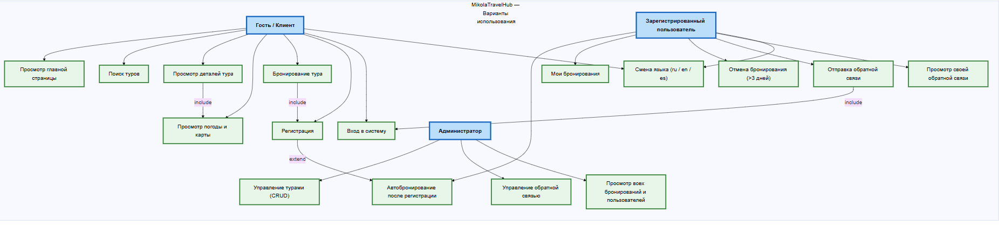 MikolaTravelHub —
Варианты
использования
Гость / Клиент
Зарегистрированный
пользователь
Просмотр главной
страницы
Поиск туров
Просмотр деталей тура
Бронирование тура
Мои бронирования
Смена языка (ru / en /
es)
Отмена бронирования
(>3 дней)
Отправка обратной
связи
Просмотр своей
обратной связи
include
include
include
Просмотр погоды и
карты
Регистрация
Вход в систему
Администратор
extend
Управление турами
(CRUD)
Автобронирование
после регистрации
Управление обратной
связью
Просмотр всех
бронирований и
пользователей